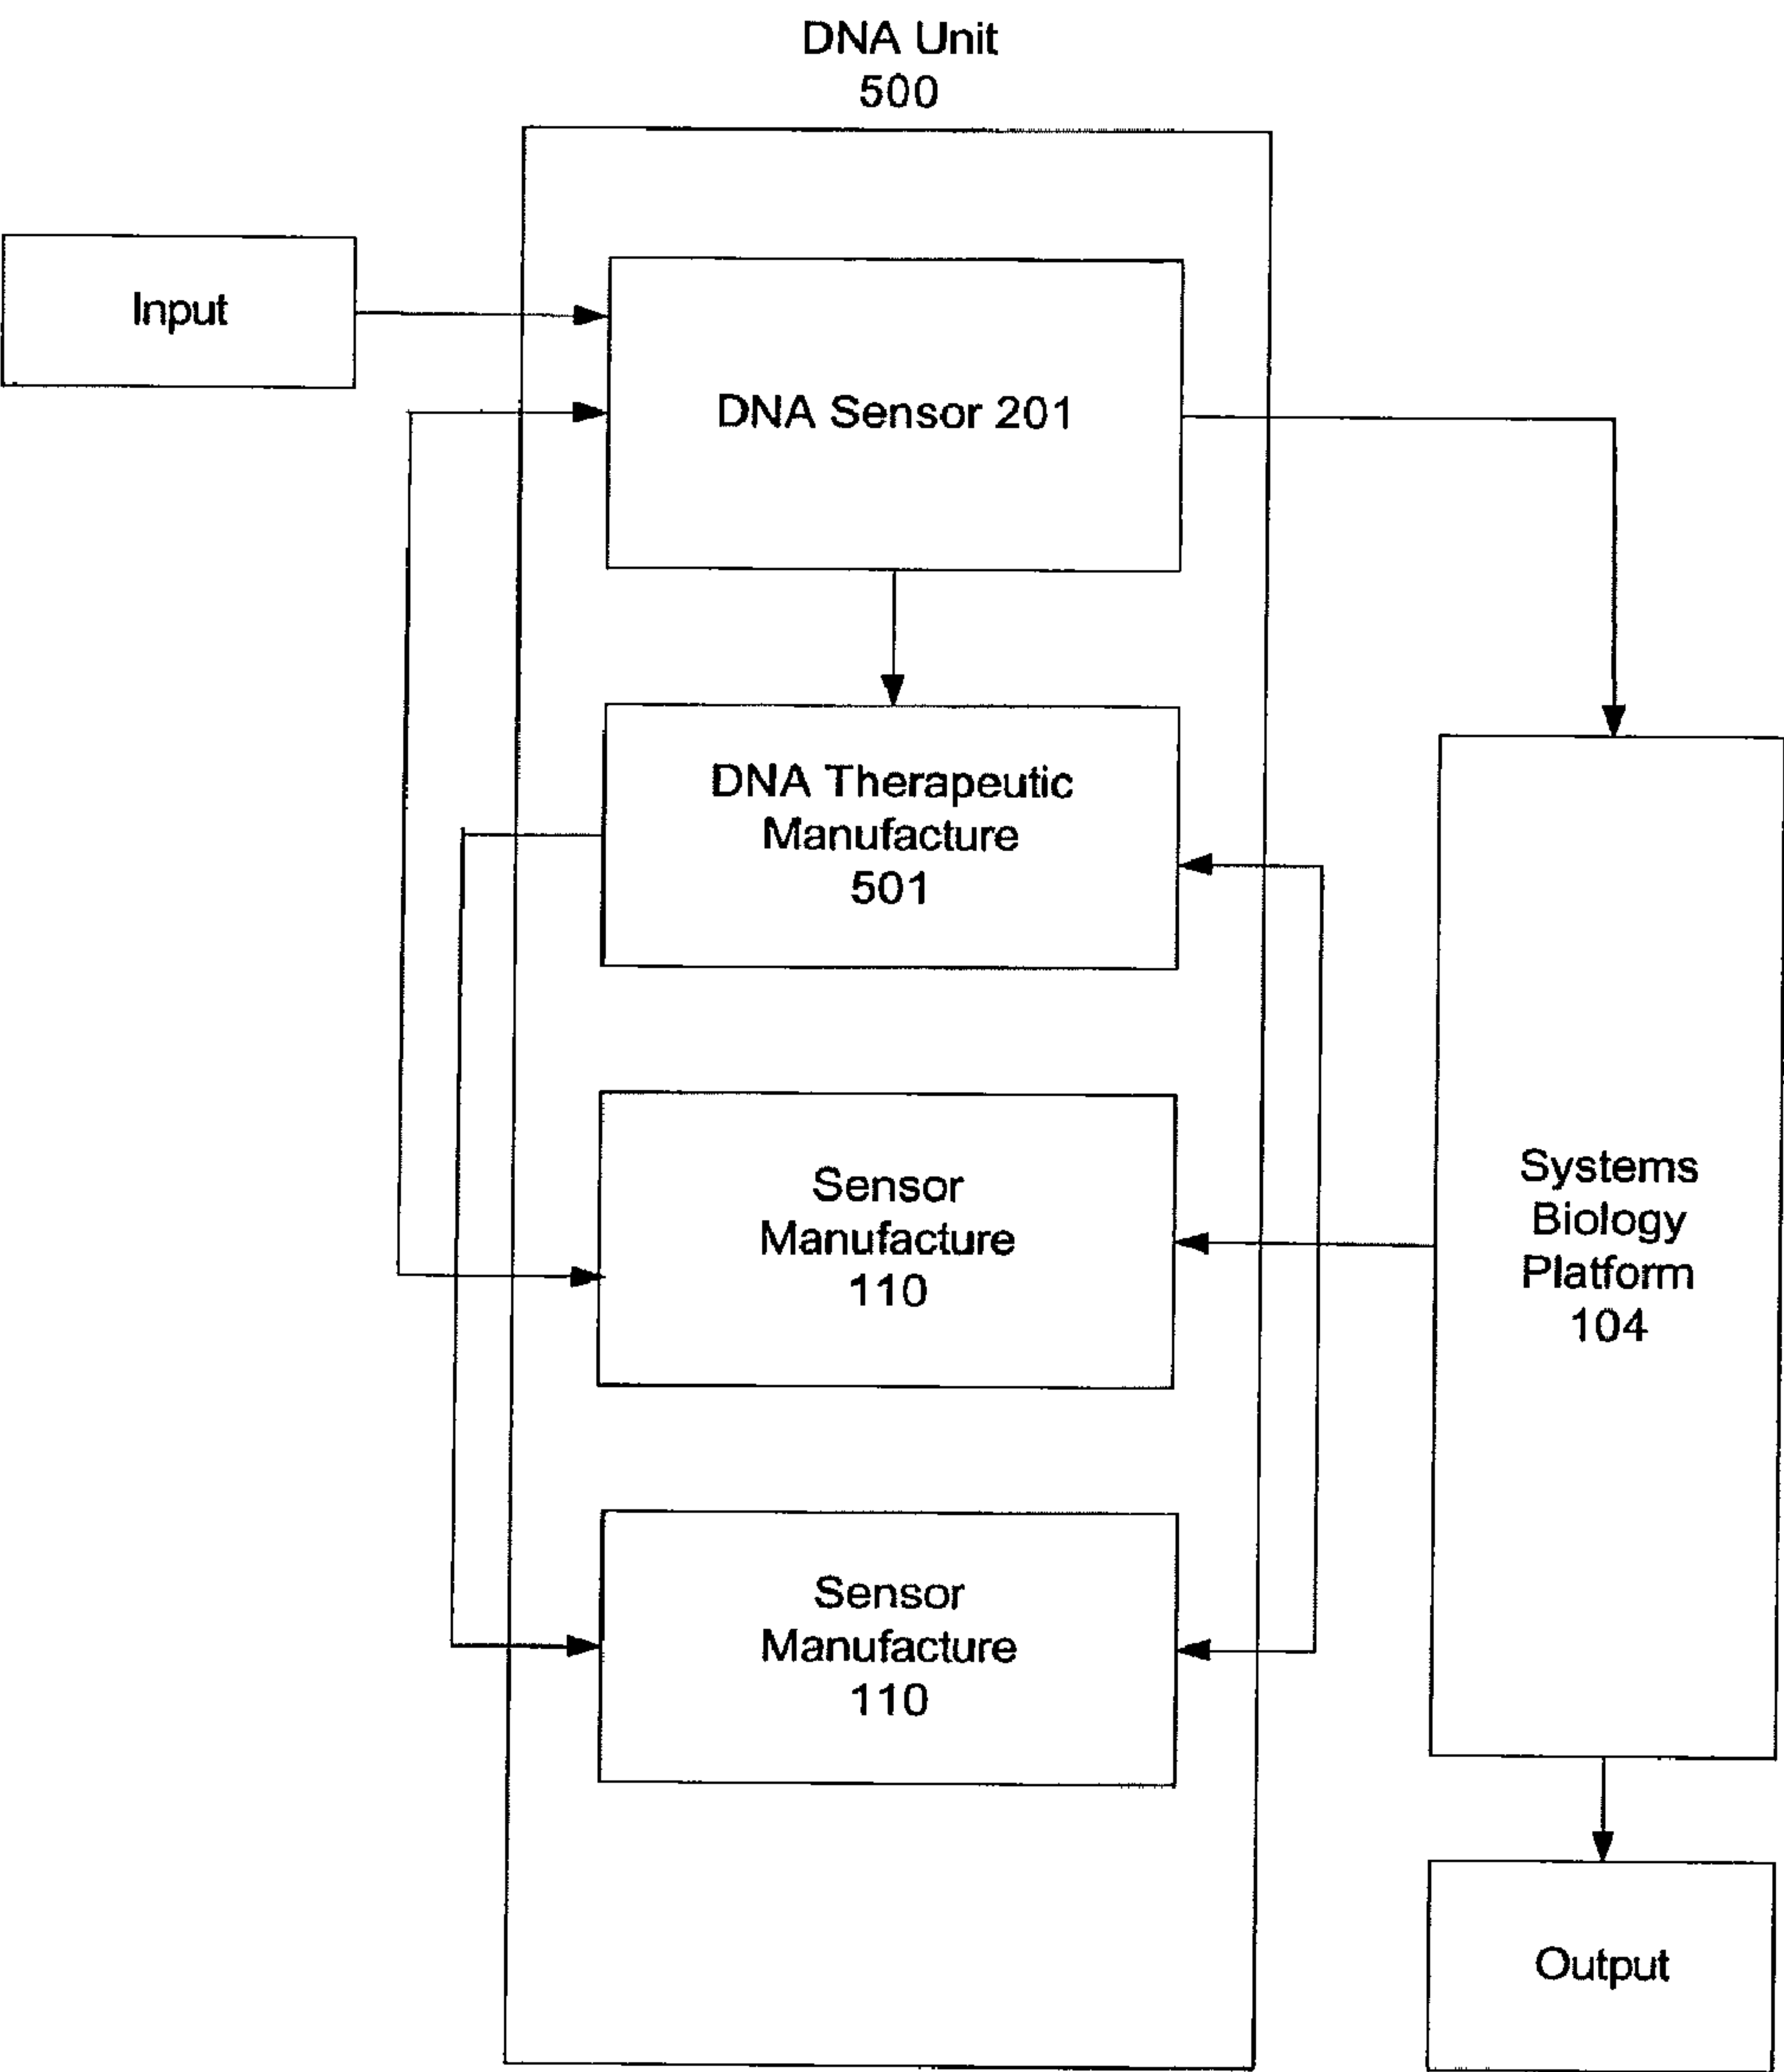 DNA Unit
500
Input
DNA Sensor 201
DNA Therapeutic
Manufacture
501
Sensor
Manufacture
110
Systems
Biology
Platform
104
Sensor
Manufacture
110
Output